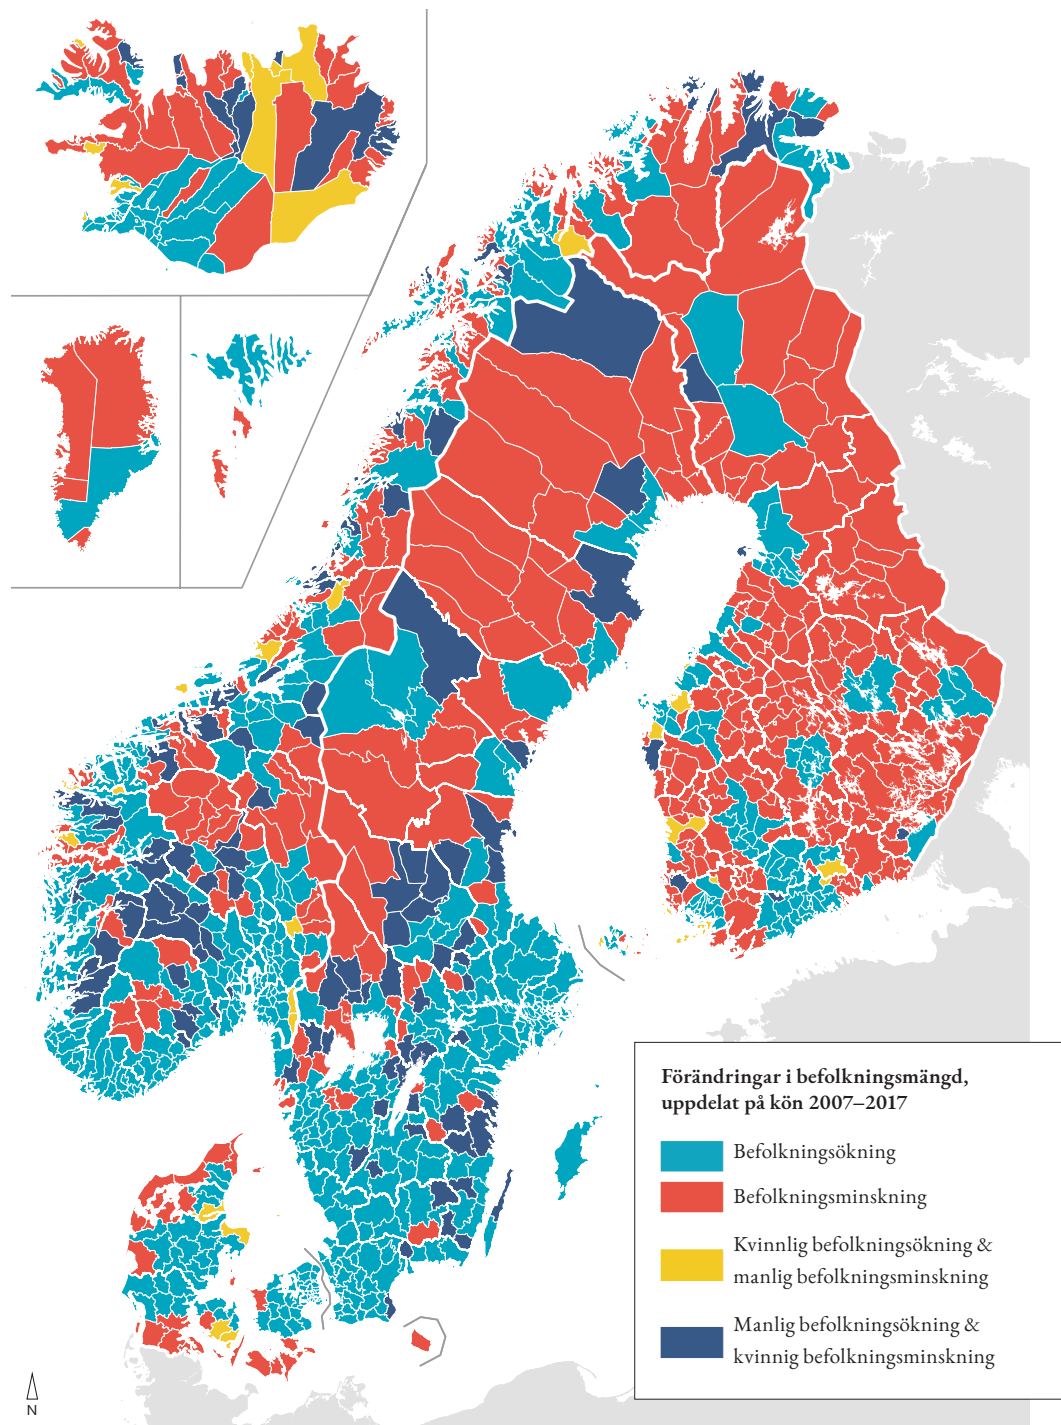 Förändringar i befolkningsmängd,
uppdelat på kön 2007–2017
Befolkningsökning
Befolkningsminskning
Kvinnlig befolkningsökning &
manlig befolkningsminskning
Manlig befolkningsökning &
kvinnig befolkningsminskning
N